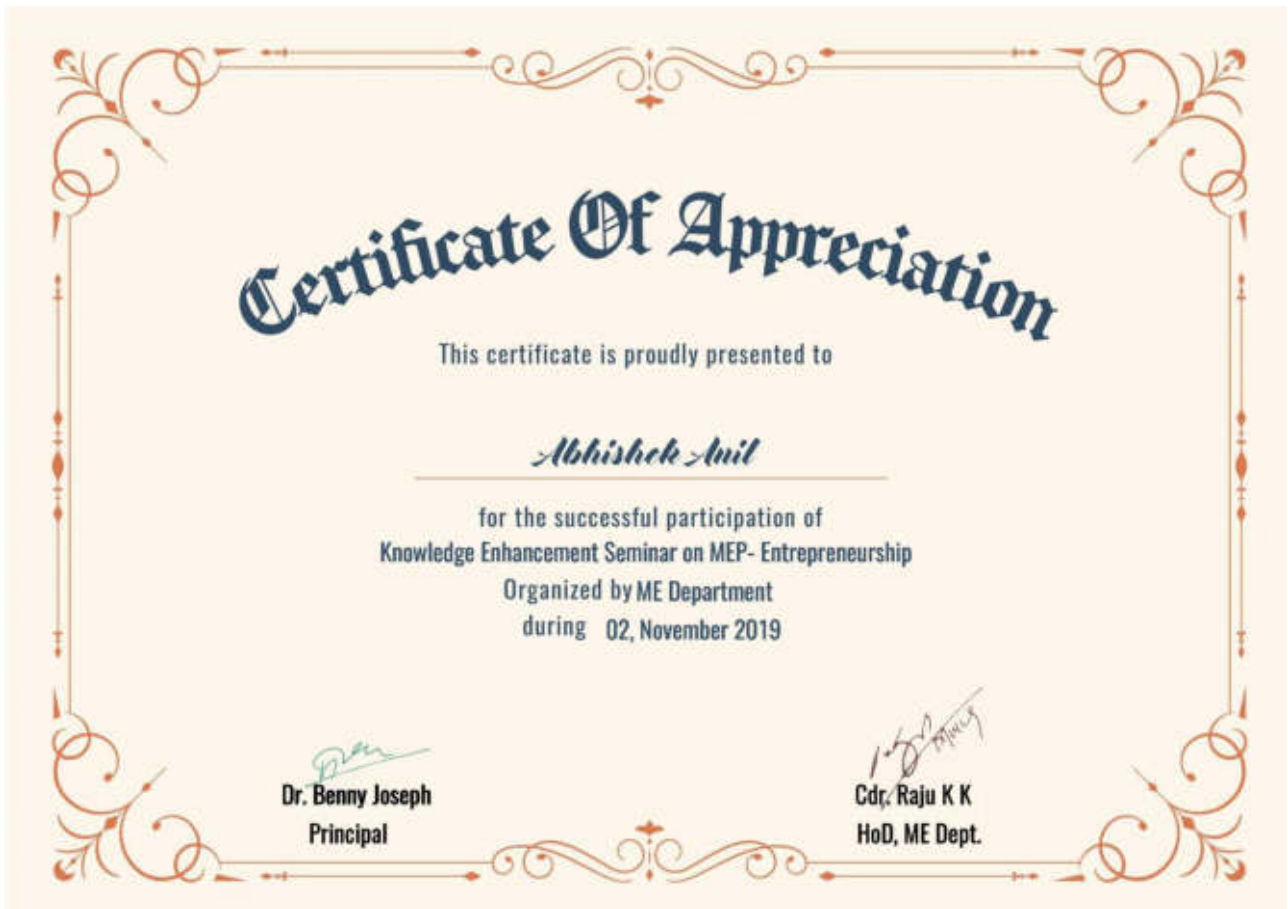 Certificate Of Appreciation
This certificate is proudly presented to
Abhishek Anil
for the successful participation of
Knowledge Enhancement Seminar on MEP- Entrepreneurship
Organized by ME Department
during 02, November 2019
Dr. Benny Joseph
Principal
Cdr. Raju K K
HoD, ME Dept.